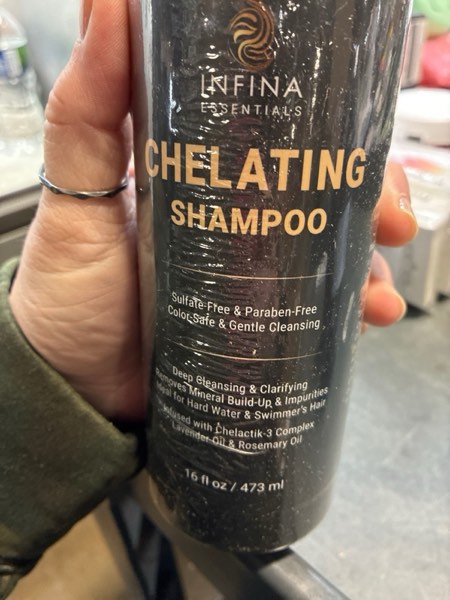 INFINA
ESSENTIALS
CHELATING
SHAMPOO
Sulfate-Free & Paraben-Free
Color-Safe & Gentle Cleansing
Deep Cleansing & Clarifying
Removes Mineral Build-Up & Impurities
Ideal for Hard Water & Swimmer's Hair
Infused with Chelactik-3 Complex
Lavender Oil & Rosemary Oil
16 fl oz / 473 ml